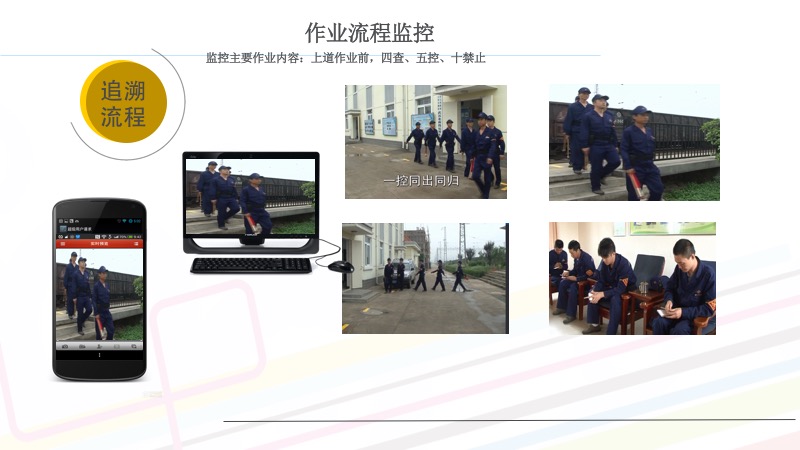 作业流程监控
监控主要作业内容：上道作业前，四查、五控、十禁止
追溯
流程
一控同出同归